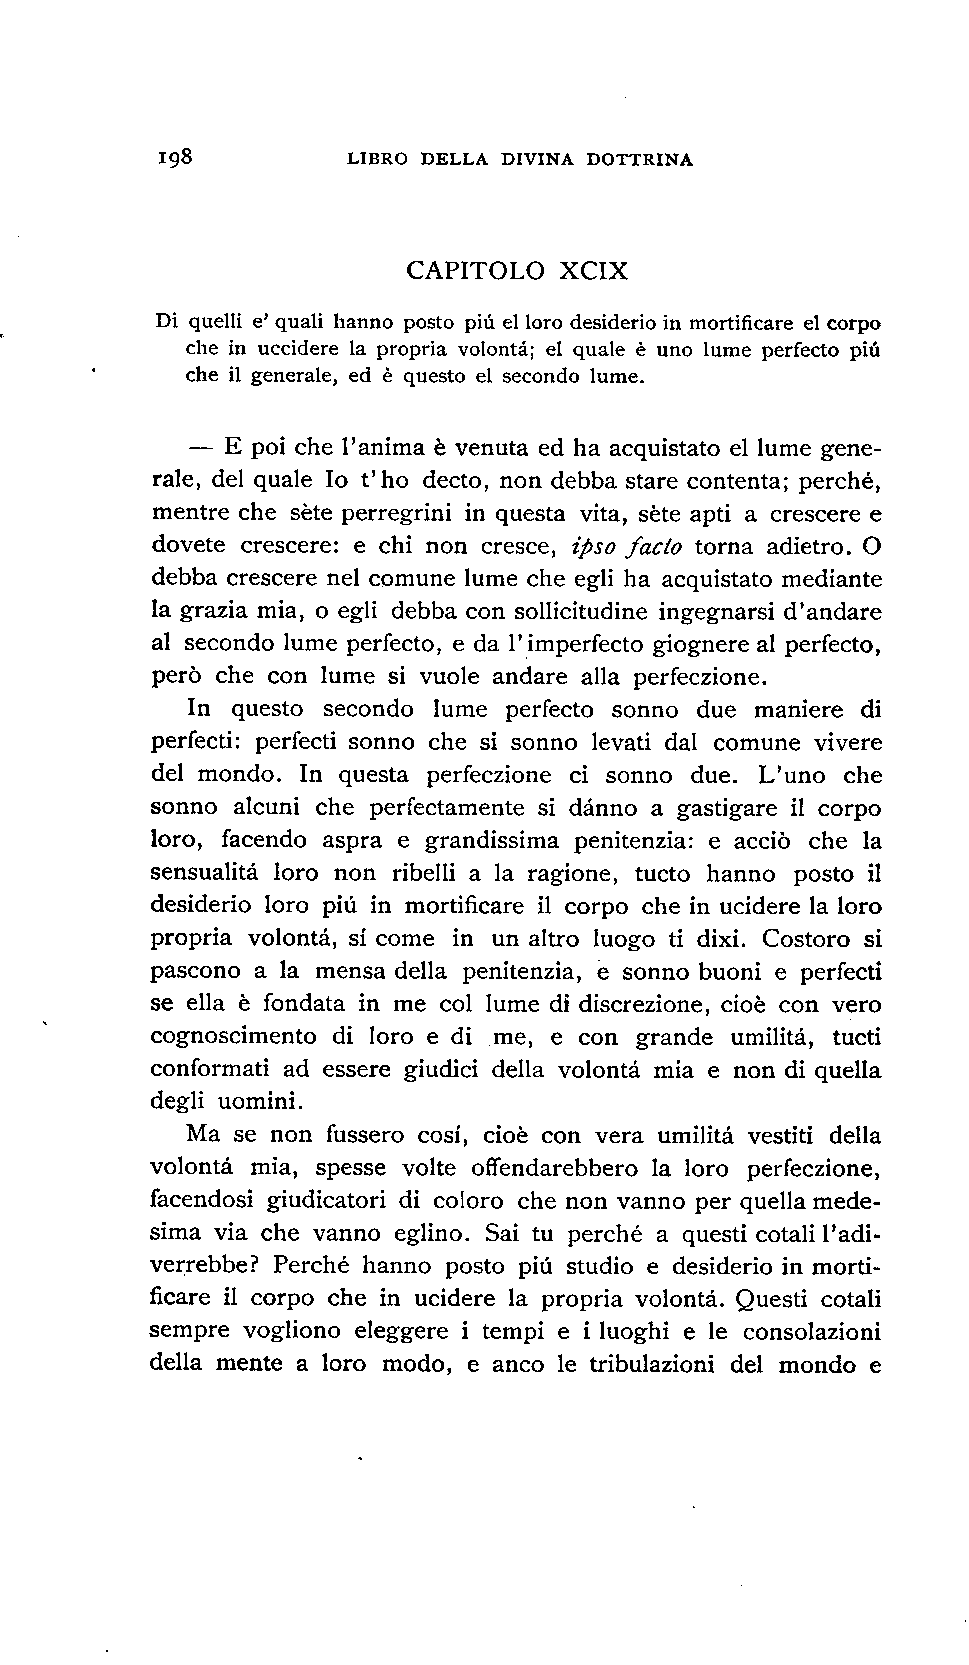 198 LIBRO DELLA DIVINA DOTTRINA
CAPITOLO XCIX
Di quelli e' quali hanno posto piú el loro desiderio in mortificare el corpo
che in uccidere la propria volontá; el quale è uno lume perfecto piú
che il generale, ed è questo el secondo lume.
— E poi che l'anima è venuta ed ha acquistato el lume gene-
rale, del quale Io t'ho decto, non debba stare contenta; perché,
mentre che sète perregrini in questa vita, sète apti a crescere e
dovete crescere: e chi non cresce, ipso facto torna adietro. O
debba crescere nel comune lume che egli ha acquistato mediante
la grazia mia, o egli debba con sollicitudine ingegnarsi d'andare
al secondo lume perfecto, e da l'imperfecto giognere al perfecto,
però che con lume si vuole andare alla perfeczione.
In questo secondo lume perfecto sonno due maniere di
perfecti: perfecti sonno che si sonno levati dal comune vivere
del mondo. In questa perfeczione ci sonno due. L'uno che
sonno alcuni che perfectamente si dánno a gastigare il corpo
loro, facendo aspra e grandissima penitenzia: e acciò che la
sensualitá loro non ribelli a la ragione, tucto hanno posto il
desiderio loro piú in mortificare il corpo che in ucidere la loro
propria volontá, sí come in un altro luogo ti dixi. Costoro si
pascono a la mensa della penitenzia, e sonno buoni e perfecti
se ella è fondata in me col lume di discrezione, cioè con vero
cognoscimento di loro e di me, e con grande umilitá, tucti
conformati ad essere giudici della volontá mia e non di quella
degli uomini.
Ma se non fussero cosí, cioè con vera umilitá vestiti della
volontá mia, spesse volte offendarebbero la loro perfeczione,
facendosi giudicatori di coloro che non vanno per quella mede-
sima via che vanno eglino. Sai tu perché a questi cotali l'adi-
verrebbe? Perché hanno posto piú studio e desiderio in morti-
ficare il corpo che in ucidere la propria volontá. Questi cotali
sempre vogliono eleggere i tempi e i luoghi e le consolazioni
della mente a loro modo, e anco le tribulazioni del mondo e